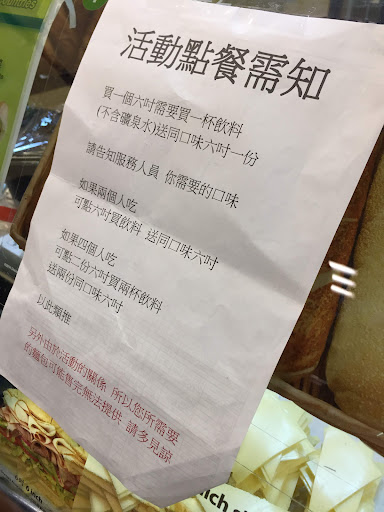 活動點餐需知
買一個六吋需要買一杯飲料
(不含礦泉水)送同口味六吋一份
請告知服務人員 你需要的口味
如果兩個人吃
可點六吋買飲料 送同口味六吋
如果四個人吃
可點二份六吋買兩杯飲料
送兩份同口味六吋
以此類推
另外由於活動的關係 所以您所需要
的麵包可能售完無法提供 請多見諒
6 inch